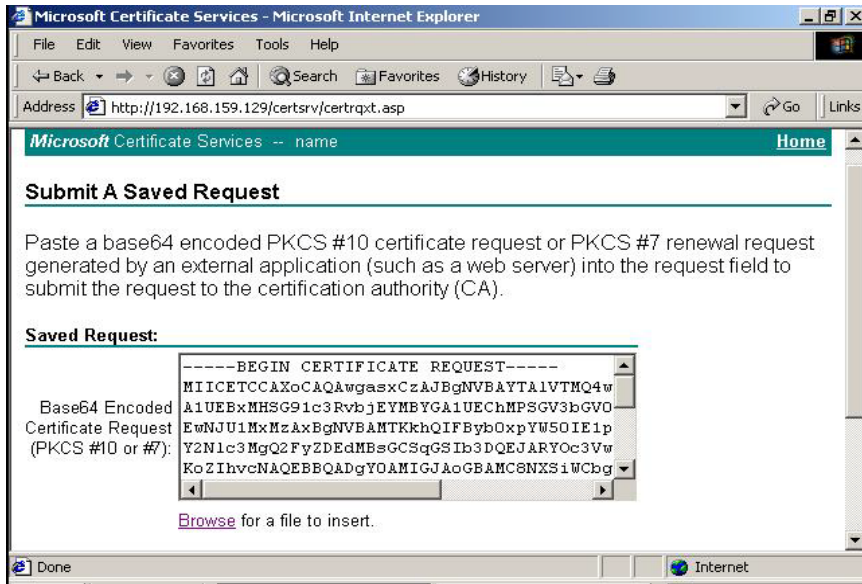 Microsoft Certificate Services - Microsoft Internet Explorer
File Edit View Favorites Tools Help
Back Search Favorites History
Address http://192.168.159.129/certsrv/certrqxt.asp Go Links
Microsoft Certificate Services -- name Home
Submit A Saved Request
Paste a base64 encoded PKCS #10 certificate request or PKCS #7 renewal request
generated by an external application (such as a web server) into the request field to
submit the request to the certification authority (CA).
Saved Request:
Base64 Encoded
Certificate Request
(PKCS #10 or #7):
-----BEGIN CERTIFICATE REQUEST-----
Browse for a file to insert.
Done Internet